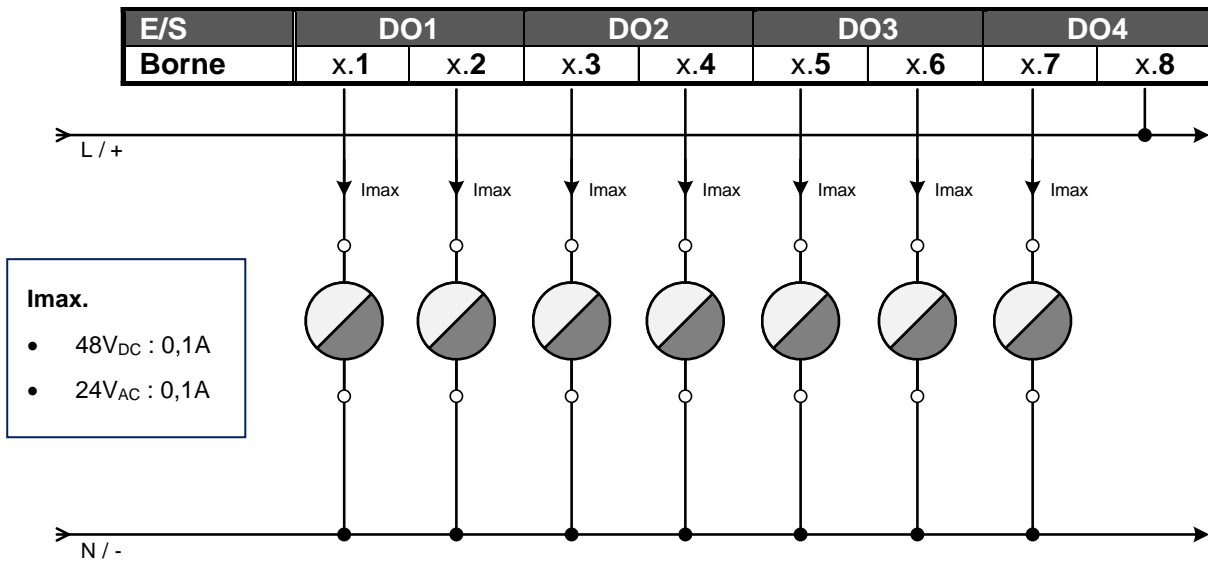 E/S DO1 DO2 DO3 DO4
Borne x.1 x.2 x.3 x.4 x.5 x.6 x.7 x.8
L / +
Imax Imax Imax Imax Imax Imax Imax
Imax.
• 48VDC : 0,1A
• 24VAC : 0,1A
N / -